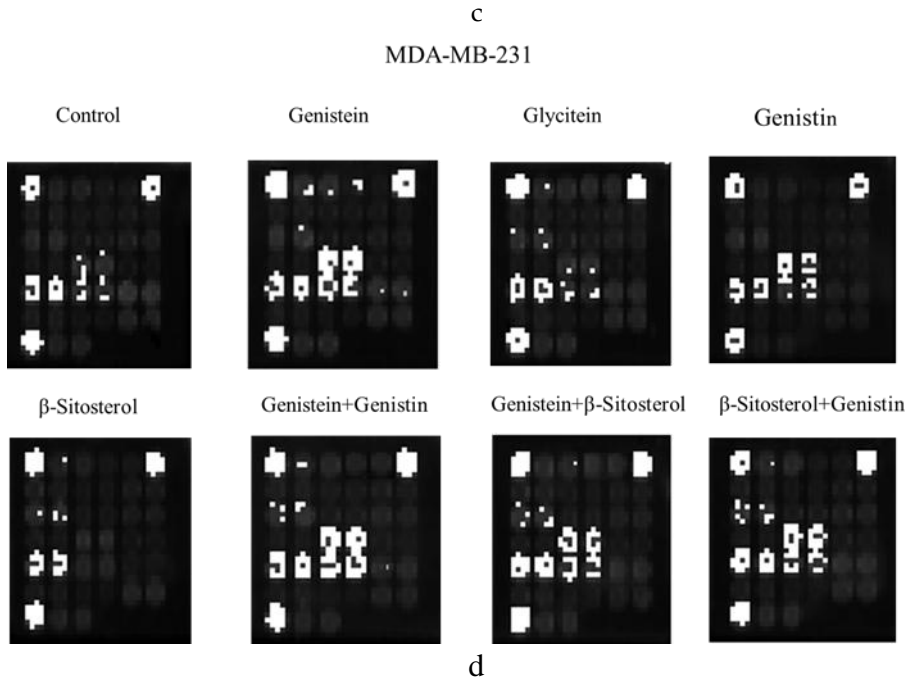 c
MDA-MB-231
Control Genistein Glycitein Genistin
β-Sitosterol Genistein+Genistin Genistein+β-Sitosterol β-Sitosterol+Genistin
d